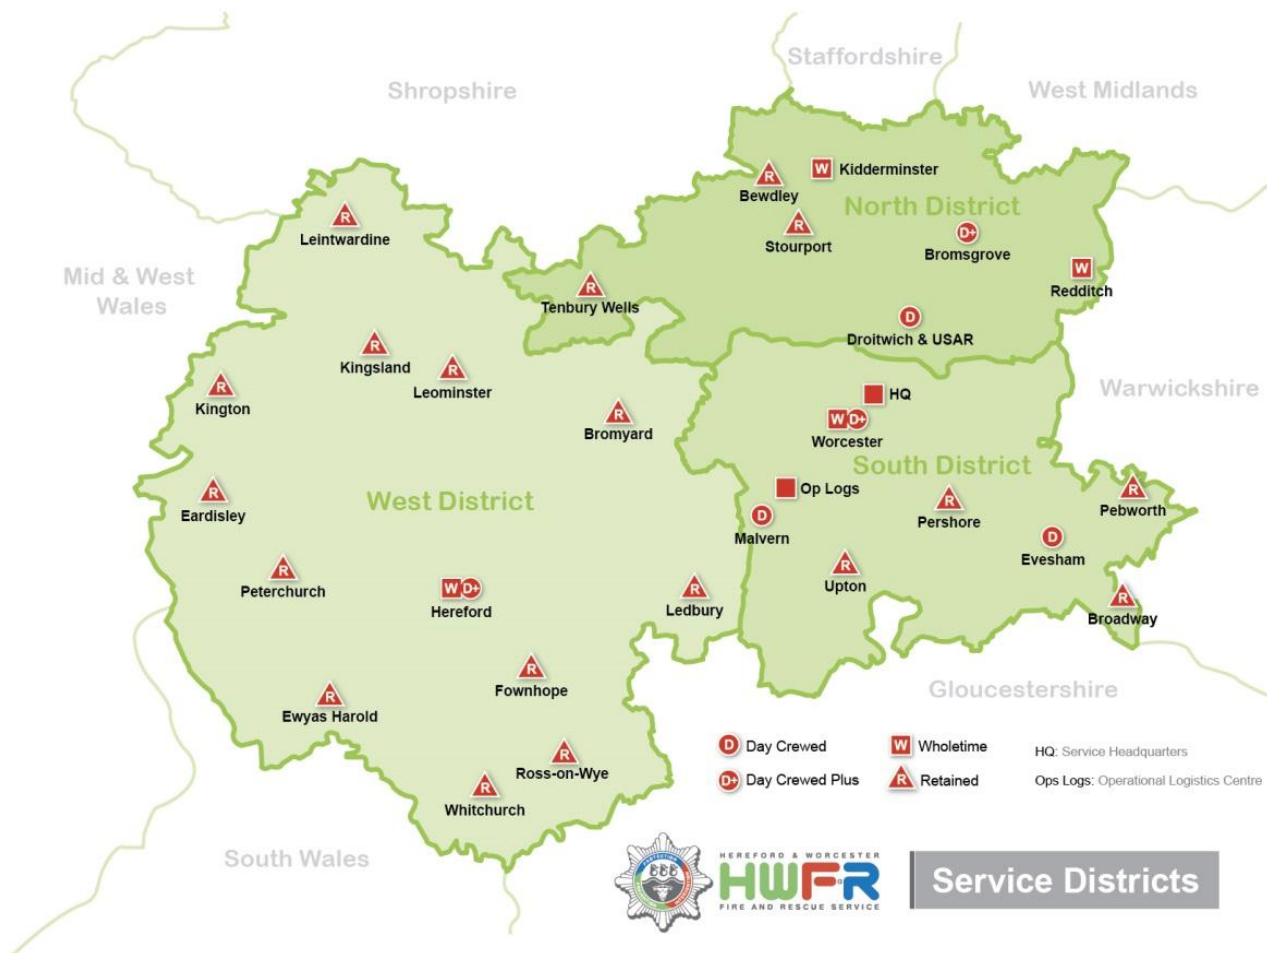 Staffordshire
Shropshire
West Midlands
R
Bewdley
W Kidderminster
North District
R
Stourport
D+
Bromsgrove
R
Leintwardine
W
Redditch
Mid & West
Wales
R
Tenbury Wells
D
Droitwich & USAR
R
Kingsland
R
Leominster
R
Kington
Warwickshire
HQ
R
Bromyard
W D+
Worcester
South District
West District
R
Eardisley
Op Logs
D
Malvern
R
Pershore
R
Pebworth
D
Evesham
R
Peterchurch
W D+
Hereford
R
Ledbury
R
Upton
R
Broadway
R
Fownhope
R
Ewyas Harold
Gloucestershire
R
Ross-on-Wye
R
Whitchurch
South Wales
D Day Crewed
W Wholetime
HQ: Service Headquarters
D+ Day Crewed Plus
R Retained
Ops Logs: Operational Logistics Centre
HEREFORD & WORCESTER
HWFR
FIRE AND RESCUE SERVICE
Service Districts